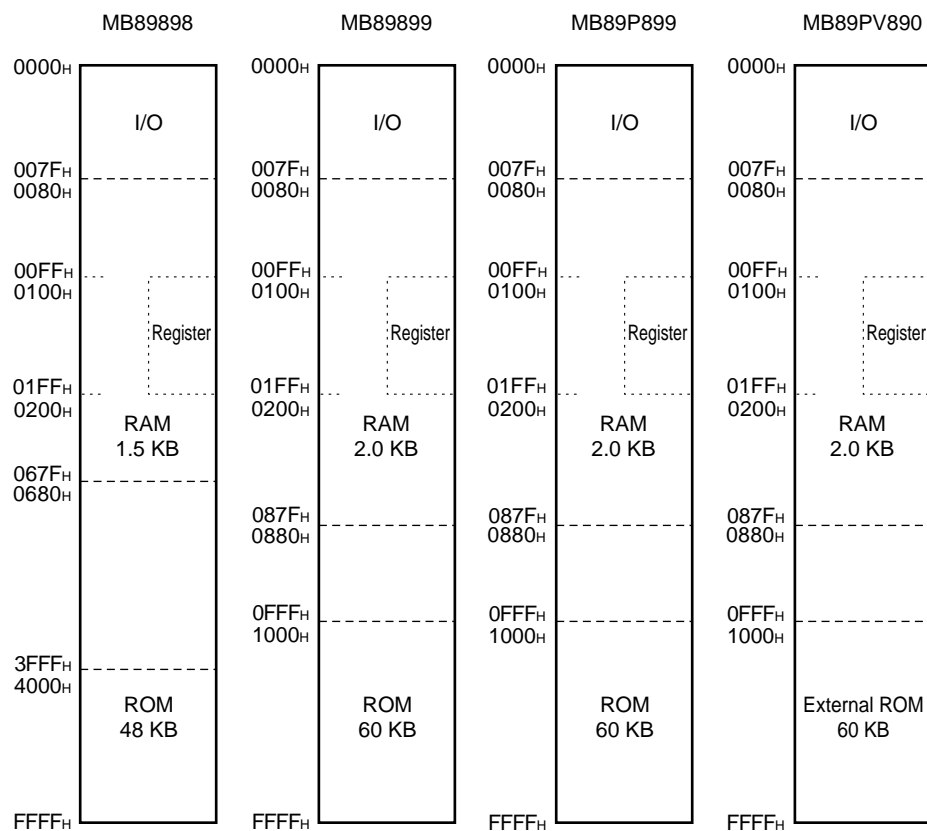 MB89898
MB89899
MB89P899
MB89PV890
0000H
I/O
007FH
0080H
00FFH
0100H
Register
01FFH
0200H
RAM
1.5 KB
067FH
0680H
3FFFH
4000H
ROM
48 KB
FFFFH
0000H
I/O
007FH
0080H
00FFH
0100H
Register
01FFH
0200H
RAM
2.0 KB
087FH
0880H
0FFFH
1000H
ROM
60 KB
FFFFH
0000H
I/O
007FH
0080H
00FFH
0100H
Register
01FFH
0200H
RAM
2.0 KB
087FH
0880H
0FFFH
1000H
ROM
60 KB
FFFFH
0000H
I/O
007FH
0080H
00FFH
0100H
Register
01FFH
0200H
RAM
2.0 KB
087FH
0880H
0FFFH
1000H
External ROM
60 KB
FFFFH